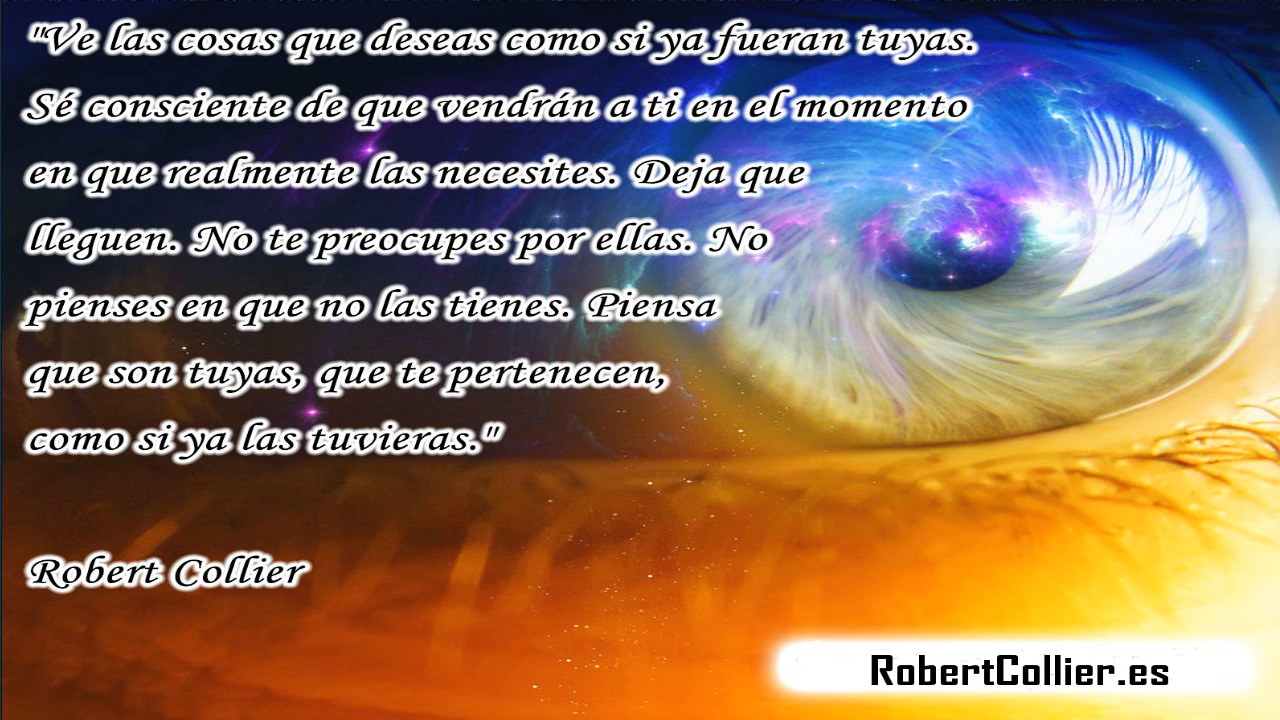 "Ve las cosas que deseas como si ya fueran tuyas.
Sé consciente de que vendrán a ti en el momento
en que realmente las necesites. Deja que
lleguen. No te preocupes por ellas. No
pienses en que no las tienes. Piensa
que son tuyas, que te pertenecen,
como si ya las tuvieras."
Robert Collier
RobertCollier.es